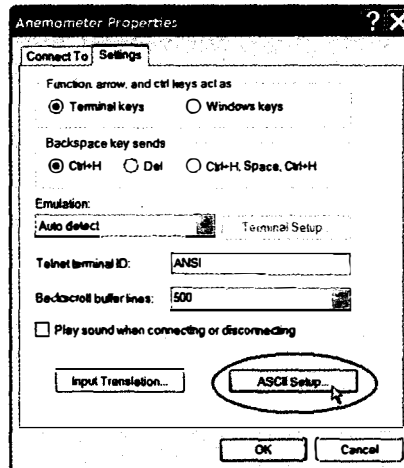 Anemometer Properties ? X
Connect To Settings
Function, arrow, and ctrl keys act as
Terminal keys Windows keys
Backspace key sends
Ctrl+H Del Ctrl+H, Space, Ctrl+H
Emulation:
Auto detect Terminal Setup...
Telnet terminal ID: ANSI
Backscroll buffer lines: 500
Play sound when connecting or disconnecting
Input Translation... ASCII Setup...
OK Cancel